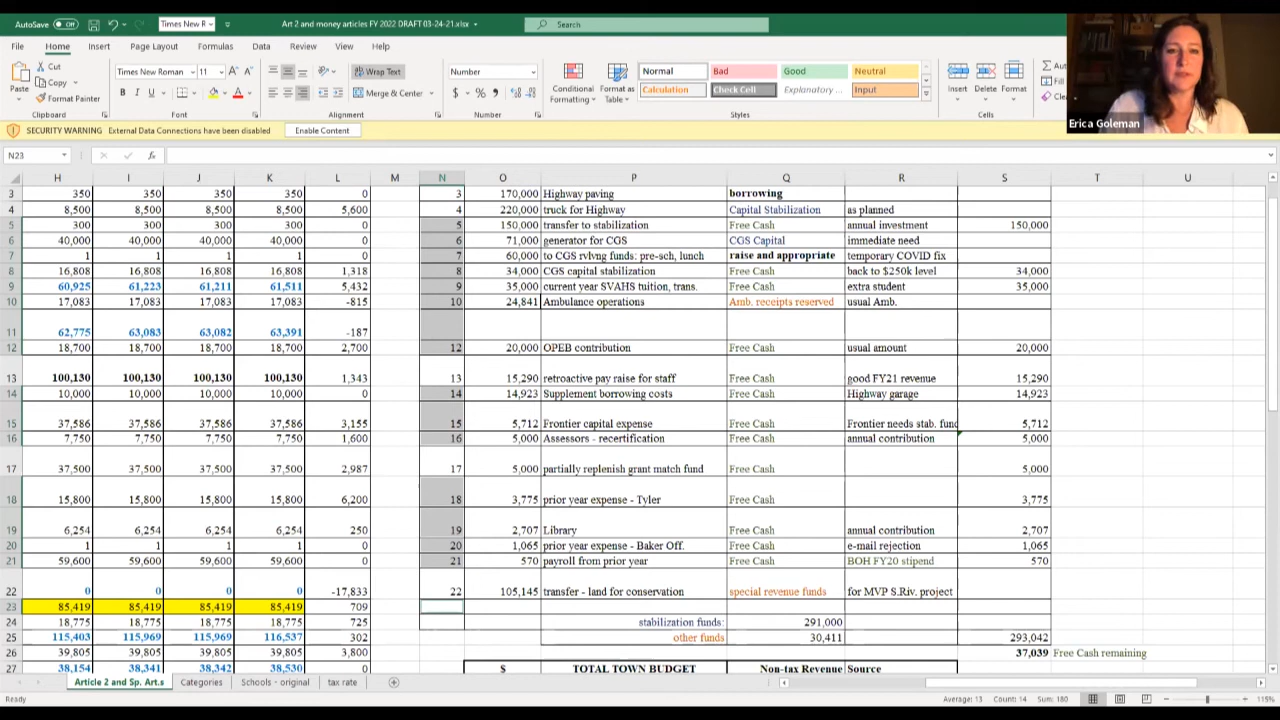 AutoSave Off Times New R Art 2 and money articles FY 2022 DRAFT 03-24-21.xlsx Search
File Home Insert Page Layout Formulas Data Review View Help
Cut Times New Roman 11 Wrap Text Number Normal Bad Good Neutral
Copy
Paste Format Painter B I U Merge & Center $ % Conditional Formatting Format as Table Calculation Check Cell Explanatory ... Input Insert Delete Format
Clipboard Font Alignment Number Styles Cells
SECURITY WARNING External Data Connections have been disabled Enable Content Erica Goleman
N23 fx
H I J K L M N O P Q R S T U
3 350 350 350 350 0 3 170,000 Highway paving borrowing
4 8,500 8,500 8,500 8,500 5,600 4 220,000 truck for Highway Capital Stabilization as planned
5 300 300 300 300 0 5 150,000 transfer to stabilization Free Cash annual investment 150,000
6 40,000 40,000 40,000 40,000 0 6 71,000 generator for CGS CGS Capital immediate need
7 1 1 1 1 0 7 60,000 to CGS rvlvng funds: pre-sch, lunch raise and appropriate temporary COVID fix
8 16,808 16,808 16,808 16,808 1,318 8 34,000 CGS capital stabilization Free Cash back to $250k level 34,000
9 60,925 61,223 61,211 61,511 5,432 9 35,000 current year SVAHS tuition, trans. Free Cash extra student 35,000
10 17,083 17,083 17,083 17,083 -815 10 24,841 Ambulance operations Amb. receipts reserved usual Amb.
11 62,775 63,083 63,082 63,391 -187
12 18,700 18,700 18,700 18,700 2,700 12 20,000 OPEB contribution Free Cash usual amount 20,000
13 100,130 100,130 100,130 100,130 1,343 13 15,290 retroactive pay raise for staff Free Cash good FY21 revenue 15,290
14 10,000 10,000 10,000 10,000 0 14 14,923 Supplement borrowing costs Free Cash Highway garage 14,923
15 37,586 37,586 37,586 37,586 3,155 15 5,712 Frontier capital expense Free Cash Frontier needs stab. fund 5,712
16 7,750 7,750 7,750 7,750 1,600 16 5,000 Assessors - recertification Free Cash annual contribution 5,000
17 37,500 37,500 37,500 37,500 2,987 17 5,000 partially replenish grant match fund Free Cash 5,000
18 15,800 15,800 15,800 15,800 6,200 18 3,775 prior year expense - Tyler Free Cash 3,775
19 6,254 6,254 6,254 6,254 250 19 2,707 Library Free Cash annual contribution 2,707
20 1 1 1 1 0 20 1,065 prior year expense - Baker Off. Free Cash e-mail rejection 1,065
21 59,600 59,600 59,600 59,600 0 21 570 payroll from prior year Free Cash BOH FY20 stipend 570
22 0 0 0 0 -17,833 22 105,145 transfer - land for conservation special revenue funds for MVP S.Riv. project
23 85,419 85,419 85,419 85,419 709
24 18,775 18,775 18,775 18,775 725 stabilization funds: 291,000
25 115,403 115,969 115,969 116,537 302 other funds 30,411 293,042
26 39,805 39,805 39,805 39,805 3,800 37,039 Free Cash remaining
27 38,154 38,341 38,342 38,530 0 $ TOTAL TOWN BUDGET Non-tax Revenue Source
Article 2 and Sp. Art.s Categories Schools - original tax rate
Ready Average: 13 Count: 14 Sum: 180 115%